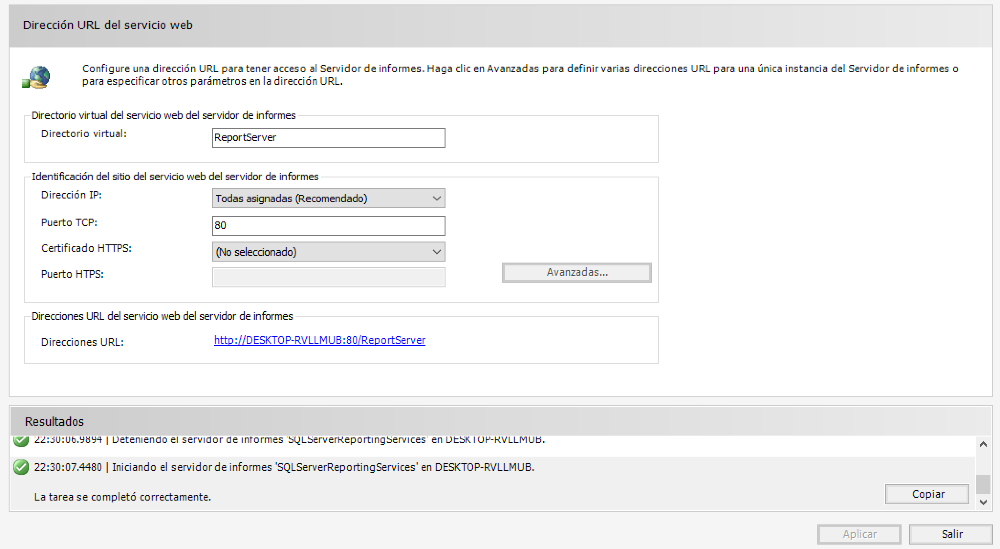 Dirección URL del servicio web
Configure una dirección URL para tener acceso al Servidor de informes. Haga clic en Avanzadas para definir varias direcciones URL para una única instancia del Servidor de informes o
para especificar otros parámetros en la dirección URL.
Directorio virtual del servicio web del servidor de informes
Directorio virtual: ReportServer
Identificación del sitio del servicio web del servidor de informes
Dirección IP: Todas asignadas (Recomendado)
Puerto TCP: 80
Certificado HTTPS: (No seleccionado)
Puerto HTPS: Avanzadas...
Direcciones URL del servicio web del servidor de informes
Direcciones URL: http://DESKTOP-RVLLMUB:80/ReportServer
Resultados
22:30:06.9894 | Deteniendo el servidor de informes 'SQLServerReportingServices' en DESKTOP-RVLLMUB.
22:30:07.4480 | Iniciando el servidor de informes 'SQLServerReportingServices' en DESKTOP-RVLLMUB.
La tarea se completó correctamente. Copiar
Aplicar Salir